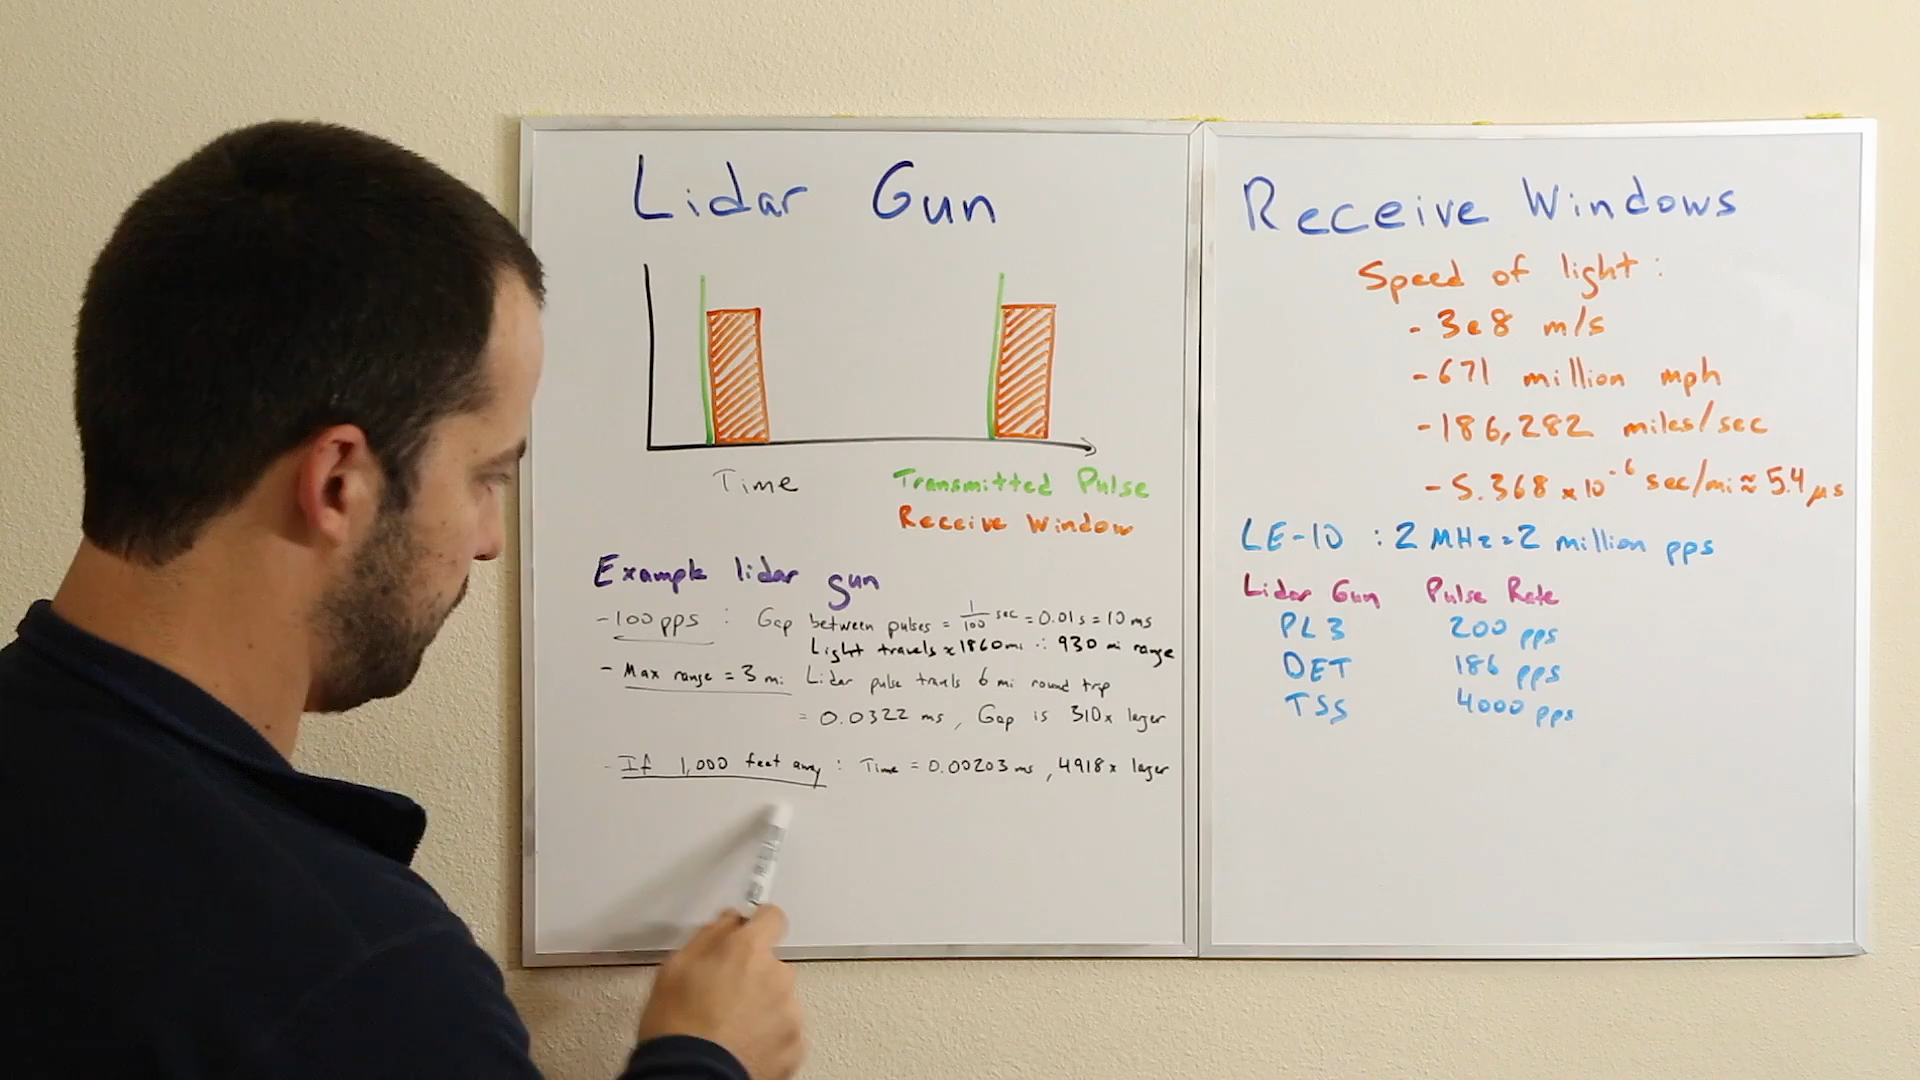 Lidar Gun
Time
Transmitted Pulse
Receive Window
Example lidar gun
- 100 pps : Gap between pulses = 1/100 sec = 0.01 s = 10 ms
Light travels ≈ 1860 mi ∴ 930 mi range
- Max range = 3 mi Lidar pulse travels 6 mi round trip
= 0.0322 ms, Gap is 310x larger
- If 1,000 feet away : Time = 0.00203 ms, 4918x larger
Receive Windows
Speed of light :
- 3e8 m/s
- 671 million mph
- 186,282 miles/sec
- 5.368 x 10^-6 sec/mi ≈ 5.4 μs
LE-10 : 2 MHz = 2 million pps
Lidar Gun Pulse Rate
PL3 200 pps
DET 186 pps
TSS 4000 pps